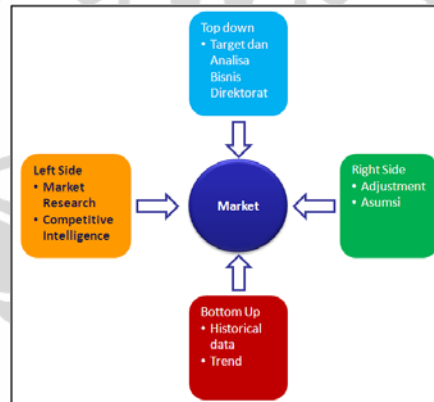 Top down
• Target dan
Analisa
Bisnis
Direktorat
Left Side
• Market
Research
• Competitive
Intelligence
Market
Right Side
• Adjustment
• Asumsi
Bottom Up
• Historical
data
• Trend